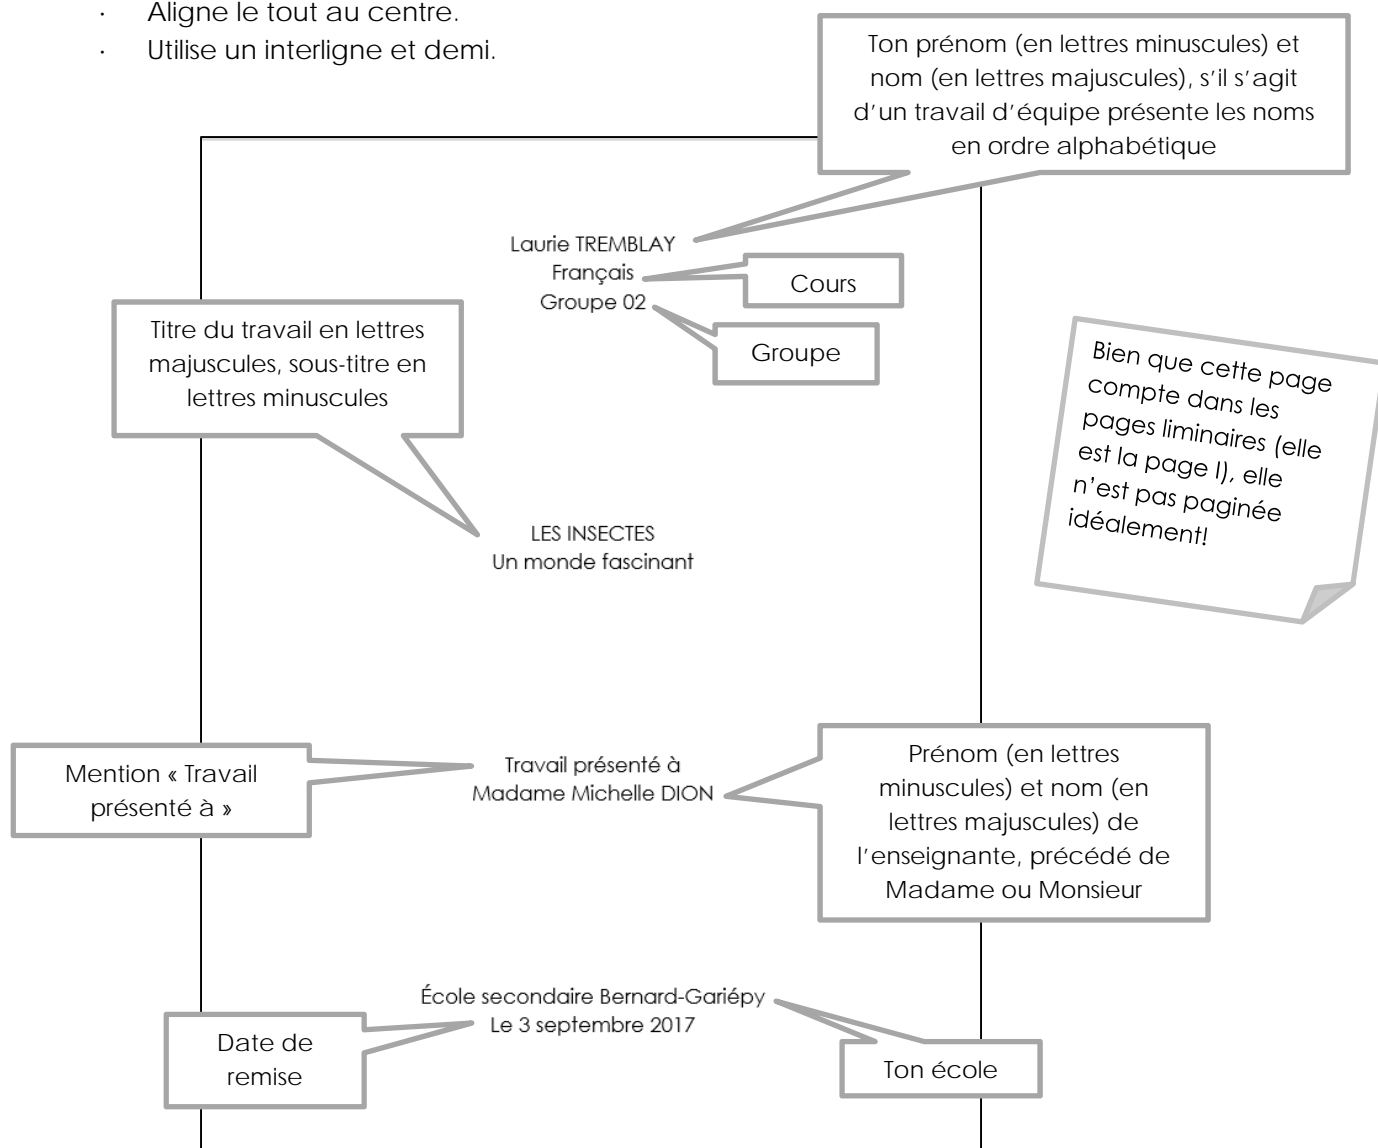 · Aligne le tout au centre.
· Utilise un interligne et demi.
Ton prénom (en lettres minuscules) et
nom (en lettres majuscules), s'il s'agit
d'un travail d'équipe présente les noms
en ordre alphabétique
Laurie TREMBLAY
Français
Groupe 02
Cours
Groupe
Titre du travail en lettres
majuscules, sous-titre en
lettres minuscules
Bien que cette page
compte dans les
pages liminaires (elle
est la page I), elle
n'est pas paginée
idéalement!
LES INSECTES
Un monde fascinant
Mention « Travail
présenté à »
Travail présenté à
Madame Michelle DION
Prénom (en lettres
minuscules) et nom (en
lettres majuscules) de
l'enseignante, précédé de
Madame ou Monsieur
École secondaire Bernard-Gariépy
Le 3 septembre 2017
Date de
remise
Ton école